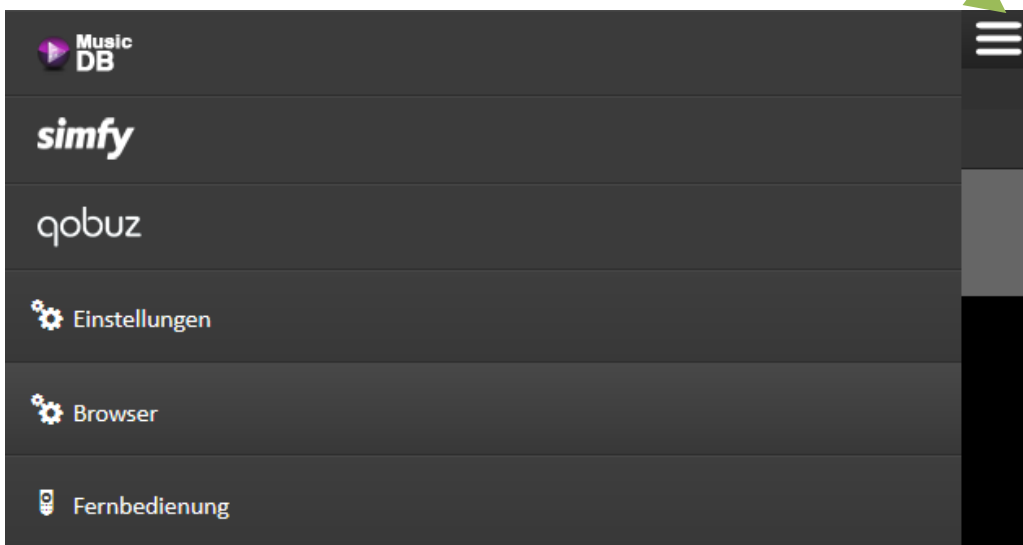 Music
DB
simfy
qobuz
Einstellungen
Browser
Fernbedienung